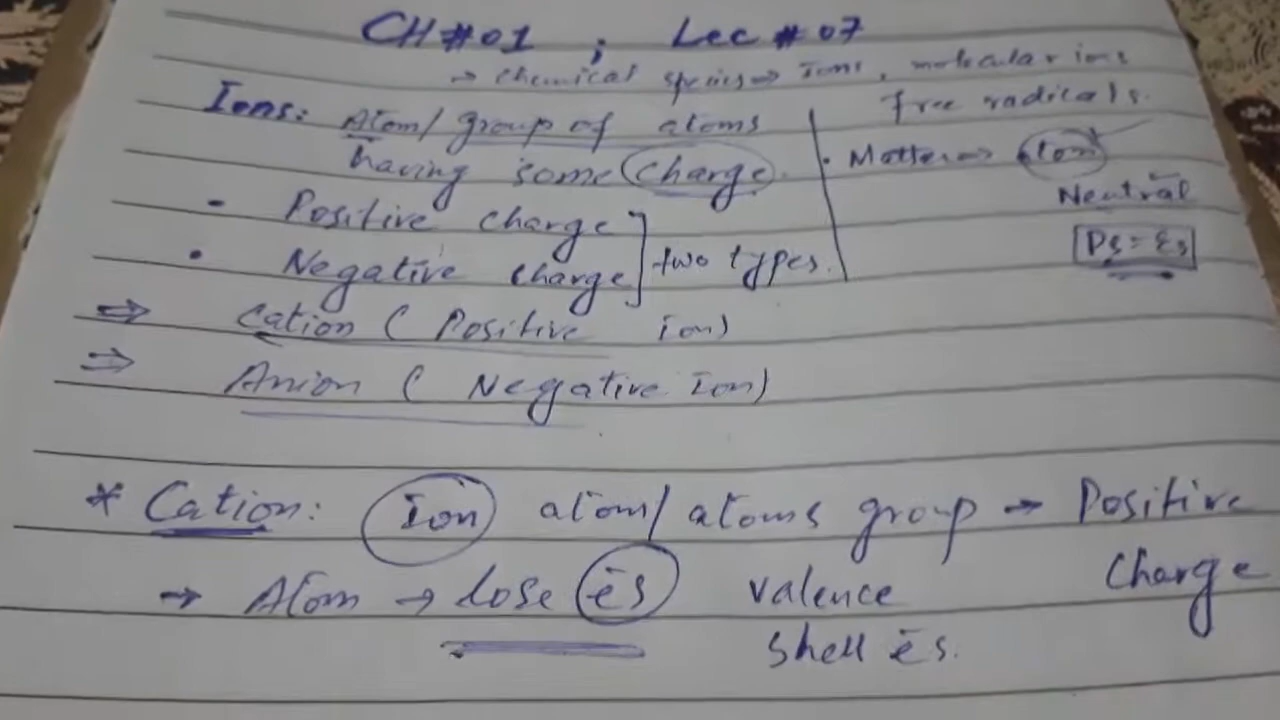 CH#01 ; Lec #07
→ chemical species → Ions, molecular ions
Free radicals.
Ions: Atom/ group of atoms
having some charge.
• Matter → atom
Neutral
- Positive charge
• Negative charge
two types.
⇒ Cation ( Positive ion)
⇒ Anion ( Negative Ion)
* Cation: Ion atom/ atoms group → Positive
Charge
→ Atom → lose ēs valence
shell ēs.